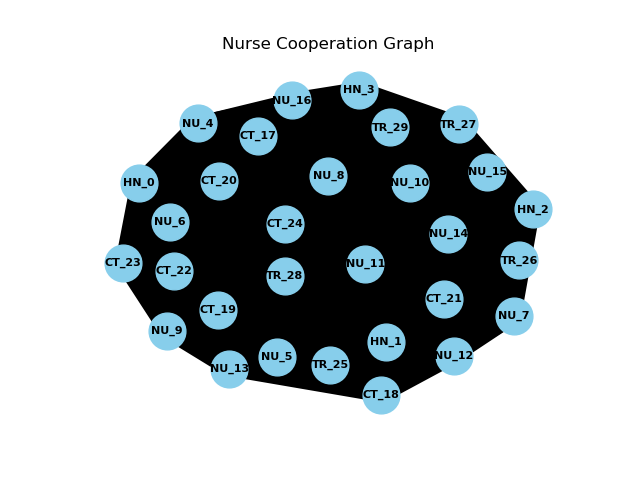 Nurse Cooperation Graph
HN_3
NU_16
NU_4
TR_27
TR_29
CT_17
NU_15
NU_8
CT_20
HN_0
NU_10
HN_2
NU_6
CT_24
NU_14
TR_26
CT_23
NU_11
CT_22
TR_28
CT_21
CT_19
NU_7
NU_9
HN_1
NU_12
NU_5
TR_25
NU_13
CT_18